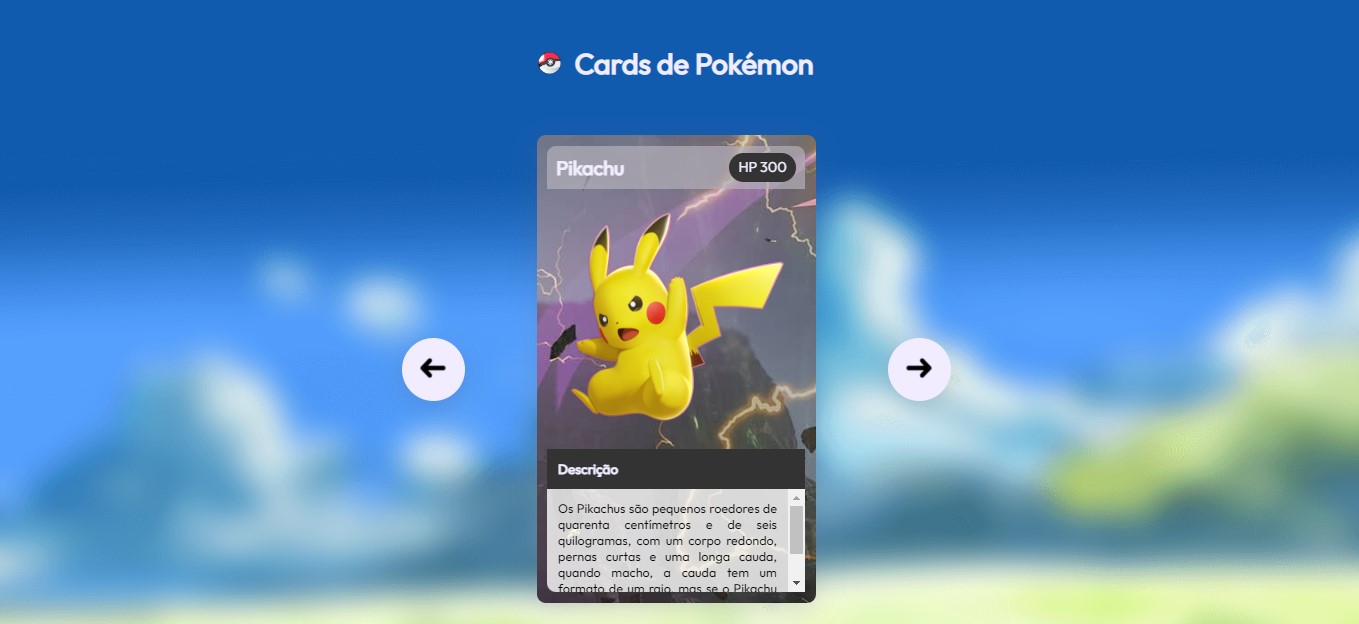 Cards de Pokémon
Pikachu
HP 300
Descrição
Os Pikachus são pequenos roedores de
quarenta centímetros e de seis
quilogramas, com um corpo redondo,
pernas curtas e uma longa cauda,
quando macho, a cauda tem um
formato de um raio, mas se o Pikachu